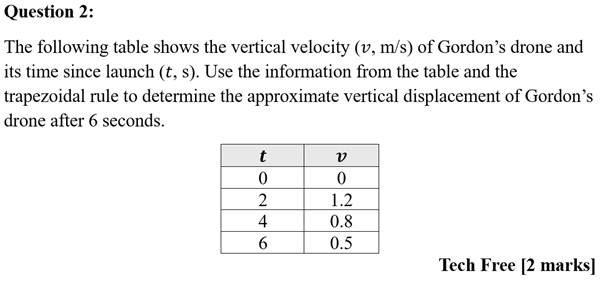 Question 2:
The following table shows the vertical velocity (v, m/s) of Gordon’s drone and
its time since launch (t, s). Use the information from the table and the
trapezoidal rule to determine the approximate vertical displacement of Gordon’s
drone after 6 seconds.
t v
0 0
2 1.2
4 0.8
6 0.5
Tech Free [2 marks]